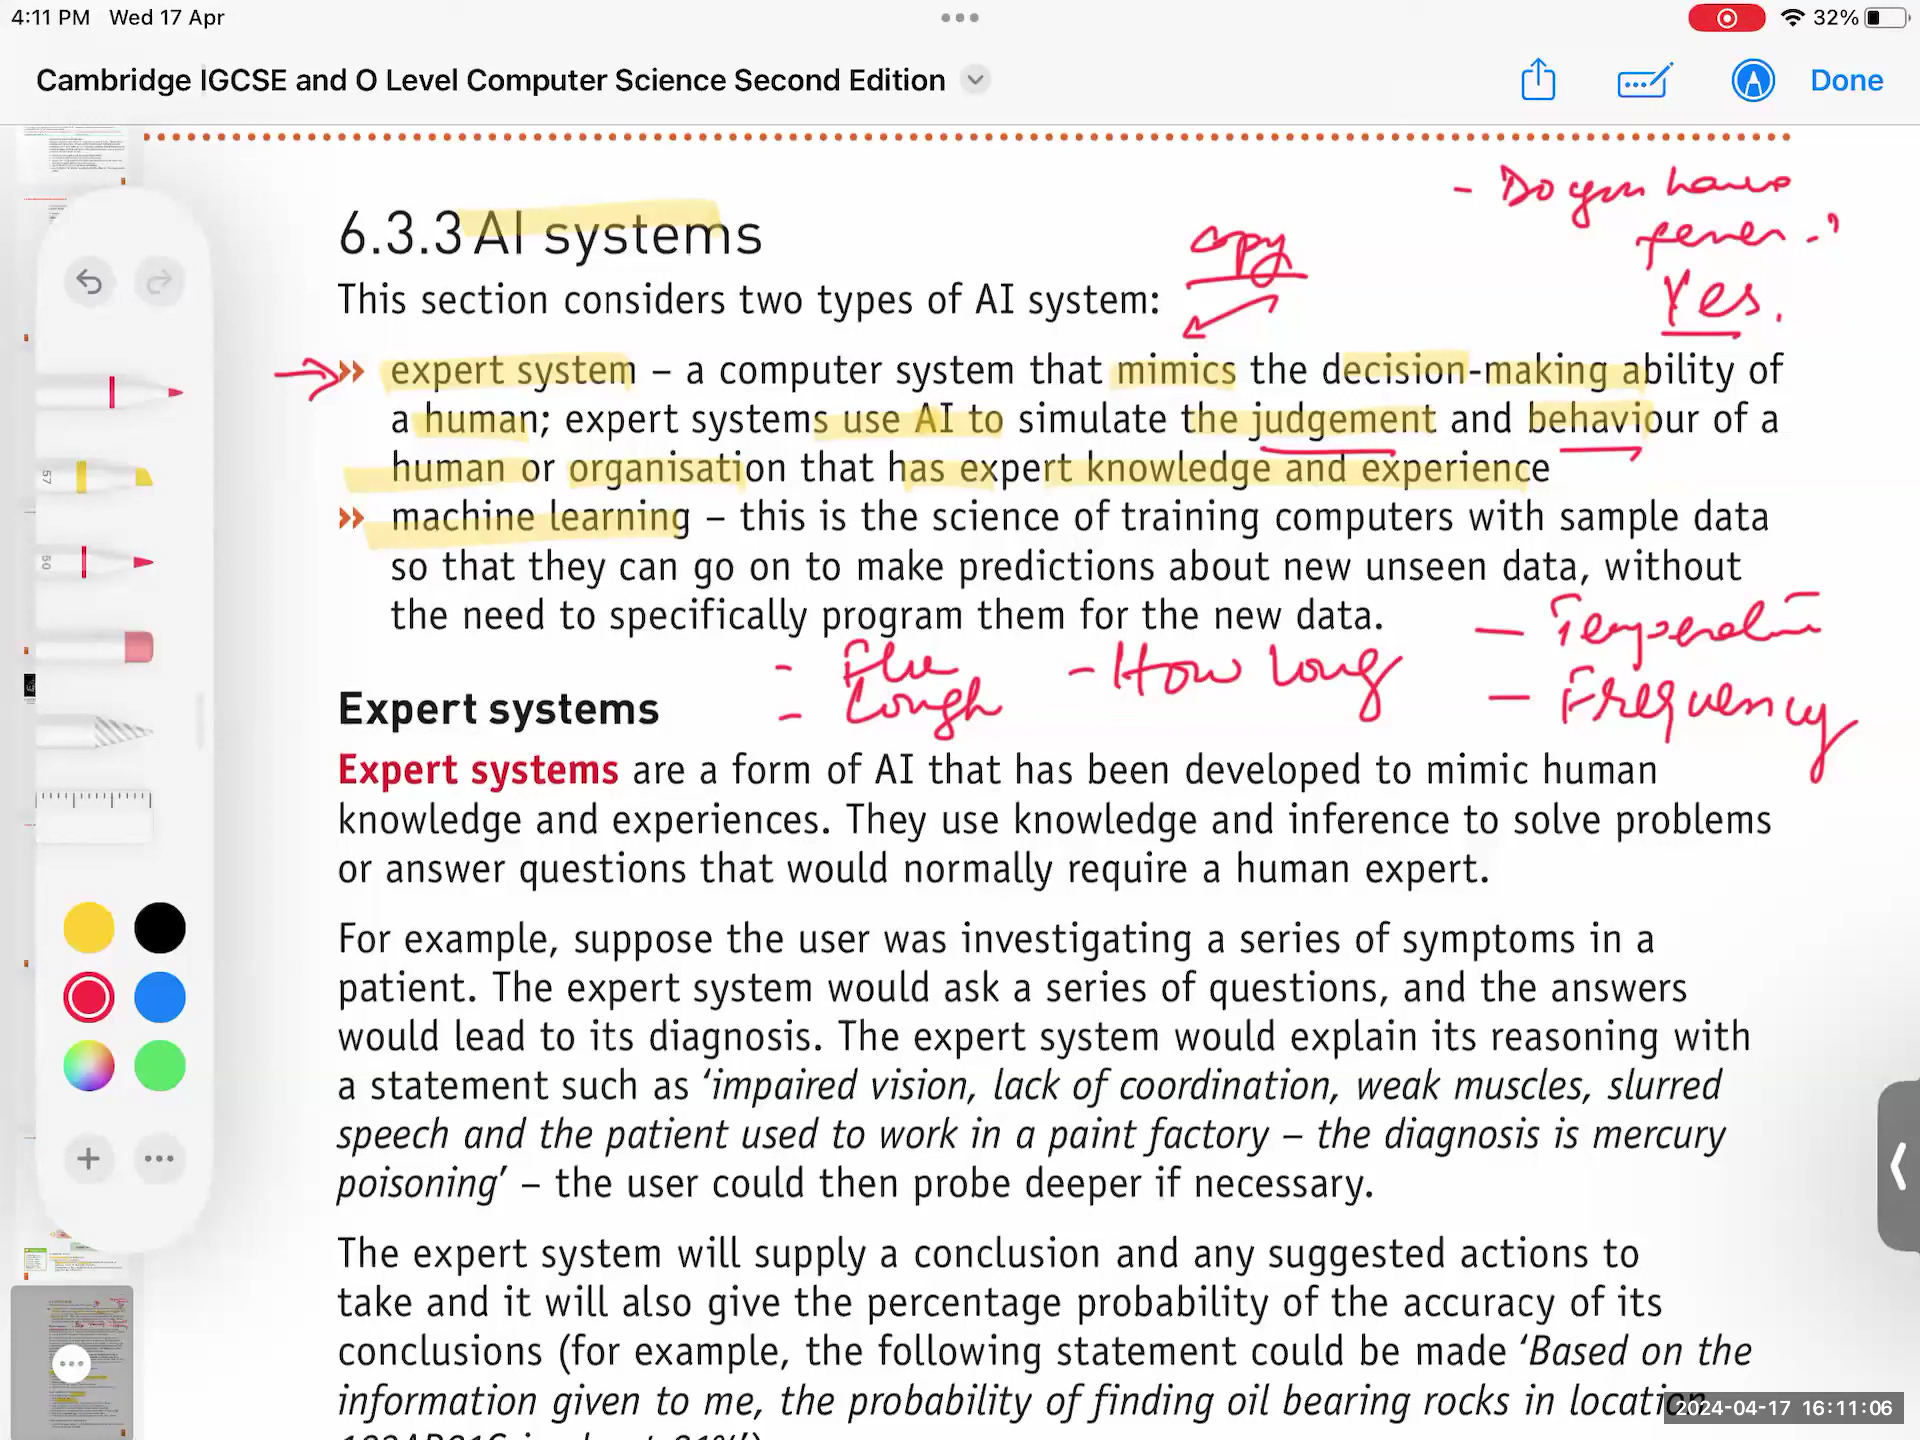 4:11 PM Wed 17 Apr
32%
Cambridge IGCSE and O Level Computer Science Second Edition
Done
- Do you have
fever.?
Yes.
copy
6.3.3 AI systems
This section considers two types of AI system:
» expert system – a computer system that mimics the decision-making ability of
a human; expert systems use AI to simulate the judgement and behaviour of a
human or organisation that has expert knowledge and experience
» machine learning – this is the science of training computers with sample data
so that they can go on to make predictions about new unseen data, without
the need to specifically program them for the new data.
- Flu
- Cough
- How long
- Temperature
- Frequency
Expert systems
Expert systems are a form of AI that has been developed to mimic human
knowledge and experiences. They use knowledge and inference to solve problems
or answer questions that would normally require a human expert.
For example, suppose the user was investigating a series of symptoms in a
patient. The expert system would ask a series of questions, and the answers
would lead to its diagnosis. The expert system would explain its reasoning with
a statement such as ‘impaired vision, lack of coordination, weak muscles, slurred
speech and the patient used to work in a paint factory – the diagnosis is mercury
poisoning’ – the user could then probe deeper if necessary.
The expert system will supply a conclusion and any suggested actions to
take and it will also give the percentage probability of the accuracy of its
conclusions (for example, the following statement could be made ‘Based on the
information given to me, the probability of finding oil bearing rocks in location
2024-04-17 16:11:06
57
50